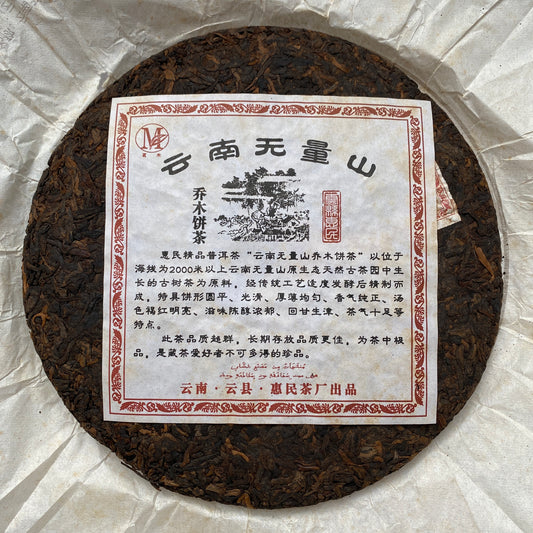 云南无量山
乔木饼茶
惠民精品普洱茶“云南无量山乔木饼茶”以位于
海拔为2000米以上云南无量山原生态天然古茶园中生
长的古树茶为原料，经传统工艺适度发酵后精制而
成，特具饼形圆平、光清、厚薄均匀、香气纯正、汤
色褐红明亮、滋味陈醇浓郁、回甘生津、茶气十足等
特点。
此茶品质超群，长期存放品质更佳，为茶中极
品，是藏茶爱好者不可多得的珍品。
云南·云县·惠民茶厂出品